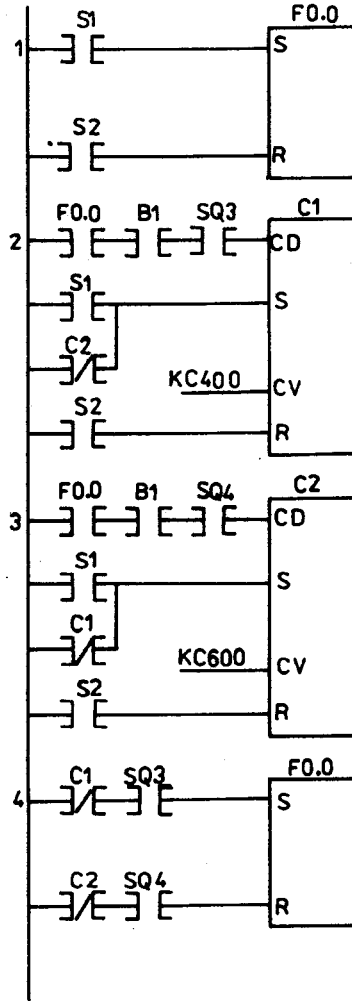 F0.0
S1
1
S
S2
R
C1
F0.0 B1 SQ3
2
CD
S1
S
C2
KC400
CV
S2
R
C2
F0.0 B1 SQ4
3
CD
S1
S
C1
KC600
CV
S2
R
F0.0
C1 SQ3
4
S
C2 SQ4
R